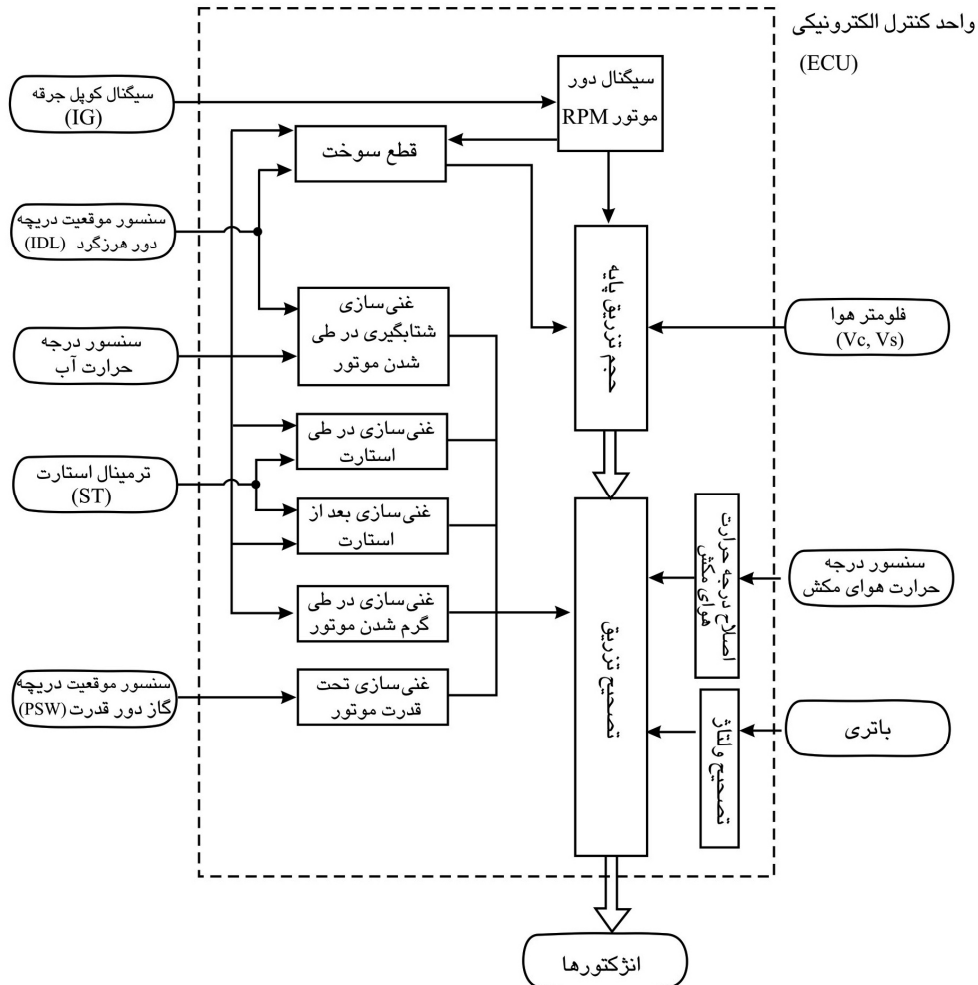 واحد کنترل الکترونیکی
(ECU)
سیگنال دور
موتور RPM
سیگنال کوپل جرقه
(IG)
قطع سوخت
سنسور موقعیت دریچه
دور هرزگرد (IDL)
غنی‌سازی
شتابگیری در طی
شدن موتور
حجم تزریق پایه
فلومتر هوا
(Vc, Vs)
سنسور درجه
حرارت آب
غنی‌سازی در طی
استارت
ترمینال استارت
(ST)
غنی‌سازی بعد از
استارت
تصحیح تزریق
اصلاح درجه حرارت
هوای مکش
سنسور درجه
حرارت هوای مکش
غنی‌سازی در طی
گرم شدن موتور
سنسور موقعیت دریچه
گاز دور قدرت (PSW)
غنی‌سازی تحت
قدرت موتور
تصحیح ولتاژ
باتری
انژکتورها